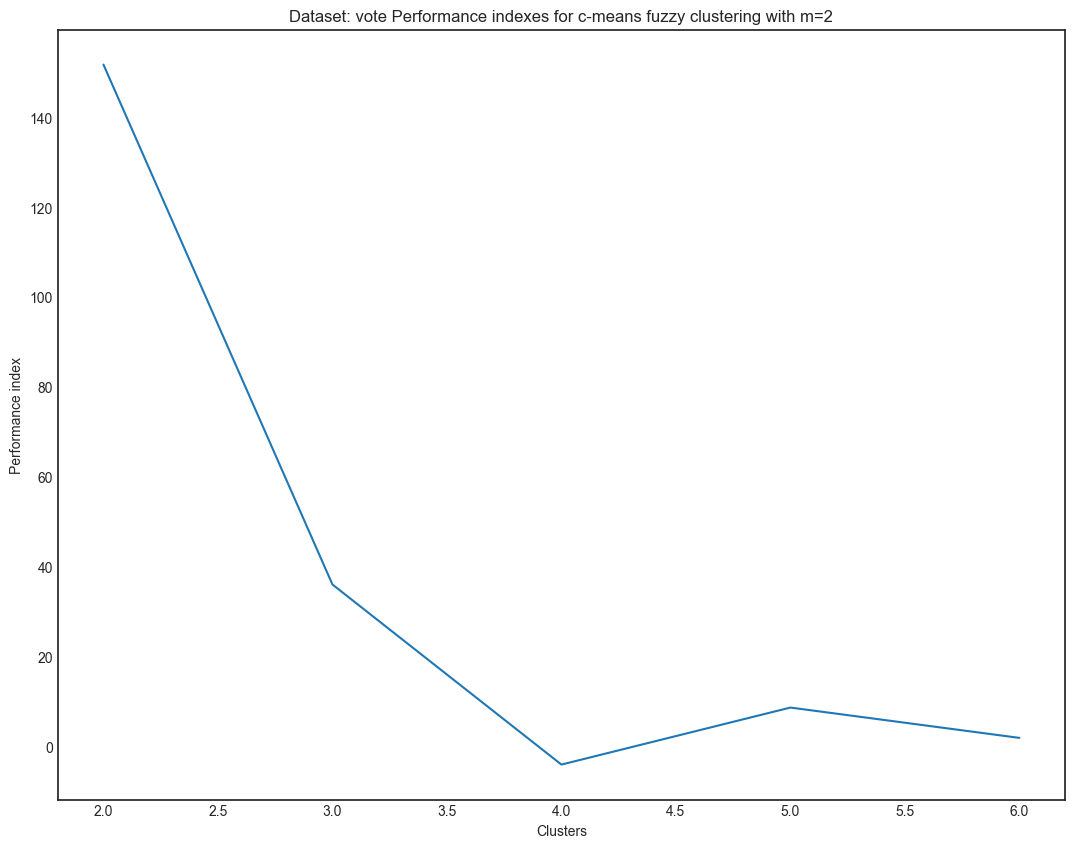 Dataset: vote Performance indexes for c-means fuzzy clustering with m=2
Performance index
140
120
100
80
60
40
20
0
2.0 2.5 3.0 3.5 4.0 4.5 5.0 5.5 6.0
Clusters